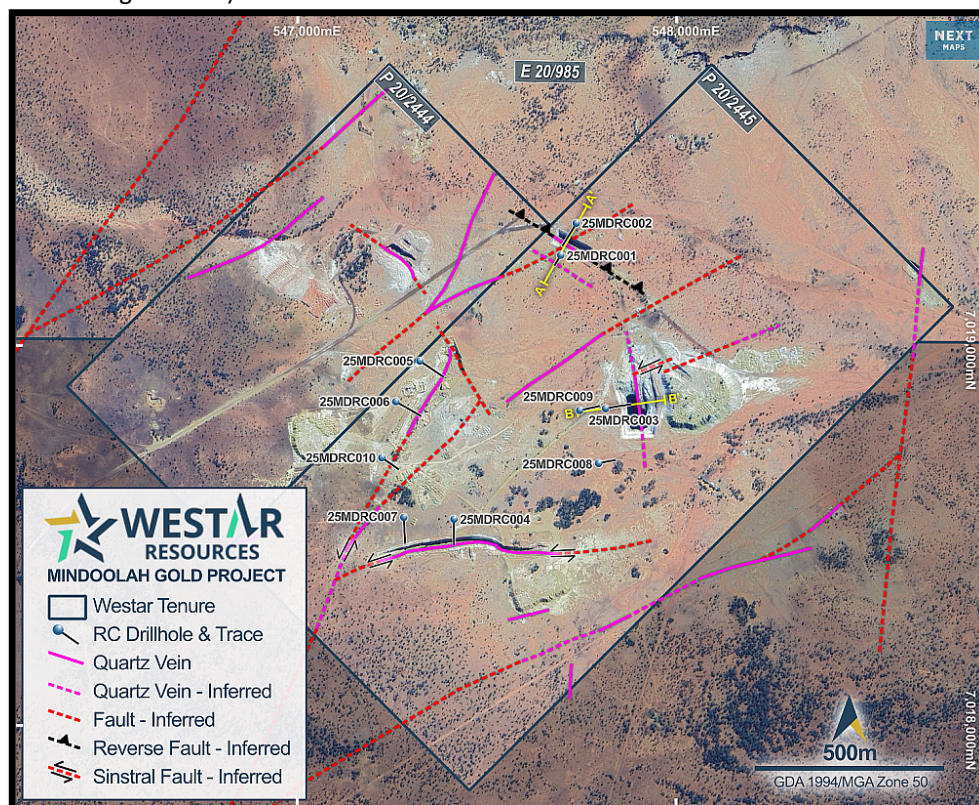 547,000mE
548,000mE
NEXT
MAPS
E 20/985
P 20/2444
P 20/2445
A'
25MDRC002
25MDRC001
A
7,019,000mN
25MDRC005
25MDRC006
25MDRC009
B
B'
25MDRC003
25MDRC010
25MDRC008
25MDRC007
25MDRC004
WESTAR
RESOURCES
MINDOOLAH GOLD PROJECT
Westar Tenure
RC Drillhole & Trace
Quartz Vein
Quartz Vein - Inferred
Fault - Inferred
Reverse Fault - Inferred
Sinstral Fault - Inferred
7,018,000mN
500m
GDA 1994/MGA Zone 50